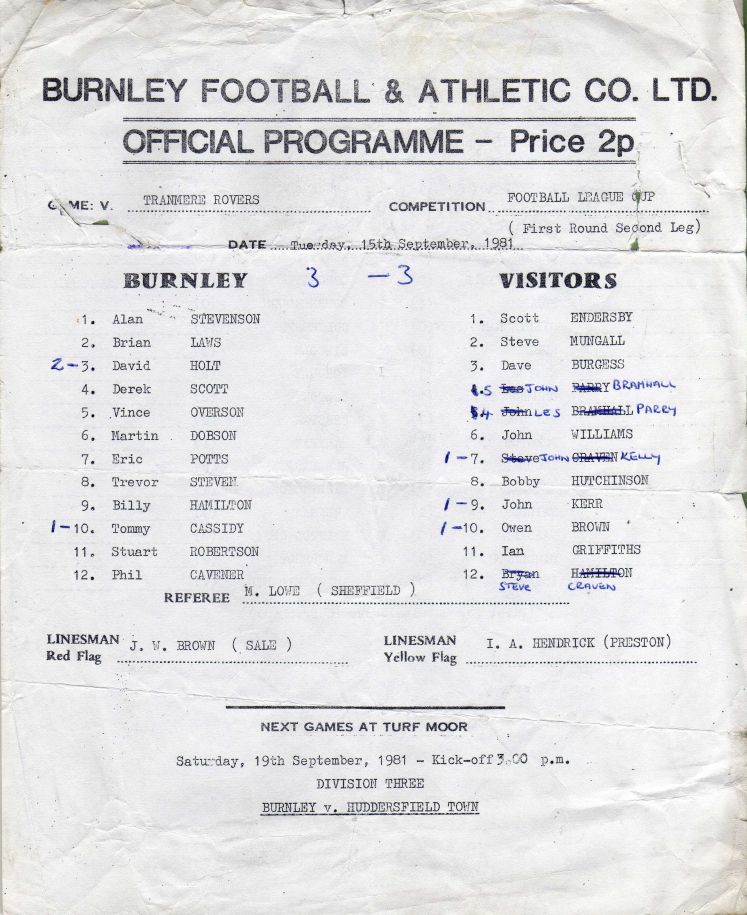 BURNLEY FOOTBALL & ATHLETIC CO. LTD.
OFFICIAL PROGRAMME – Price 2p
GAME: V. TRANMERE ROVERS COMPETITION FOOTBALL LEAGUE CUP
( First Round Second Leg)
DATE Tuesday, 15th September, 1981
BURNLEY 3 – 3 VISITORS
1. Alan STEVENSON 1. Scott ENDERSBY
2. Brian LAWS 2. Steve MUNGALL
2 – 3. David HOLT 3. Dave BURGESS
4. Derek SCOTT 5 Les JOHN PARRY BRAMHALL
5. Vince OVERSON 4. John LES BRAMHALL PARRY
6. Martin DOBSON 6. John WILLIAMS
7. Eric POTTS 1 – 7. Steve JOHN CRAVEN KELLY
8. Trevor STEVEN 8. Bobby HUTCHINSON
9. Billy HAMILTON 1 – 9. John KERR
1 – 10. Tommy CASSIDY 1 – 10. Owen BROWN
11. Stuart ROBERTSON 11. Ian GRIFFITHS
12. Phil CAVENER 12. Bryan HAMILTON
STEVE CRAVEN
REFEREE M. LOWE ( SHEFFIELD )
LINESMAN J. W. BROWN ( SALE ) LINESMAN I. A. HENDRICK (PRESTON)
Red Flag Yellow Flag
NEXT GAMES AT TURF MOOR
Saturday, 19th September, 1981 – Kick-off 3.00 p.m.
DIVISION THREE
BURNLEY v. HUDDERSFIELD TOWN